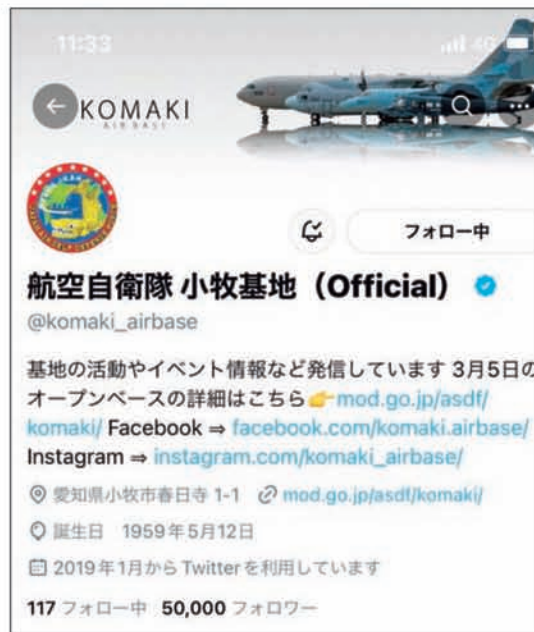 11:33
4G
KOMAKI
AIR BASE
フォロー中
航空自衛隊 小牧基地（Official）
@komaki_airbase
基地の活動やイベント情報など発信しています 3月5日の
オープンベースの詳細はこちら👉mod.go.jp/asdf/
komaki/ Facebook ⇒ facebook.com/komaki.airbase/
Instagram ⇒ instagram.com/komaki_airbase/
愛知県小牧市春日寺 1-1 mod.go.jp/asdf/komaki/
誕生日 1959年5月12日
2019年1月からTwitterを利用しています
117 フォロー中 50,000 フォロワー